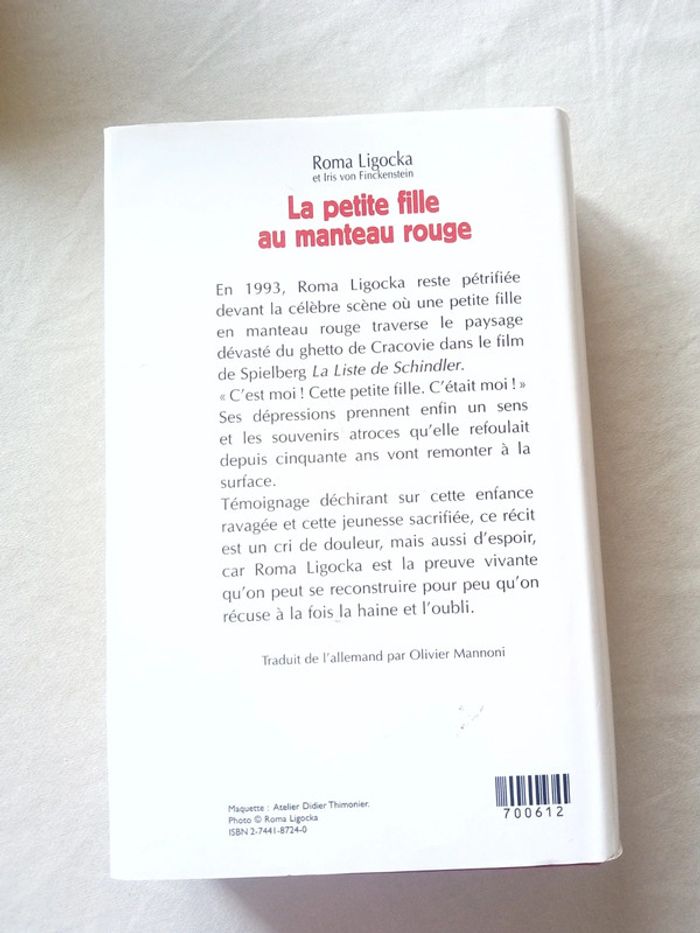 Roma Ligocka
et Iris von Finckenstein
La petite fille
au manteau rouge
En 1993, Roma Ligocka reste pétrifiée
devant la célèbre scène où une petite fille
en manteau rouge traverse le paysage
dévasté du ghetto de Cracovie dans le film
de Spielberg La Liste de Schindler.
« C'est moi ! Cette petite fille. C'était moi ! »
Ses dépressions prennent enfin un sens
et les souvenirs atroces qu'elle refoulait
depuis cinquante ans vont remonter à la
surface.
Témoignage déchirant sur cette enfance
ravagée et cette jeunesse sacrifiée, ce récit
est un cri de douleur, mais aussi d'espoir,
car Roma Ligocka est la preuve vivante
qu'on peut se reconstruire pour peu qu'on
récuse à la fois la haine et l'oubli.
Traduit de l'allemand par Olivier Mannoni
Maquette : Atelier Didier Thimonier.
Photo © Roma Ligocka
ISBN 2-7441-8724-0
700612